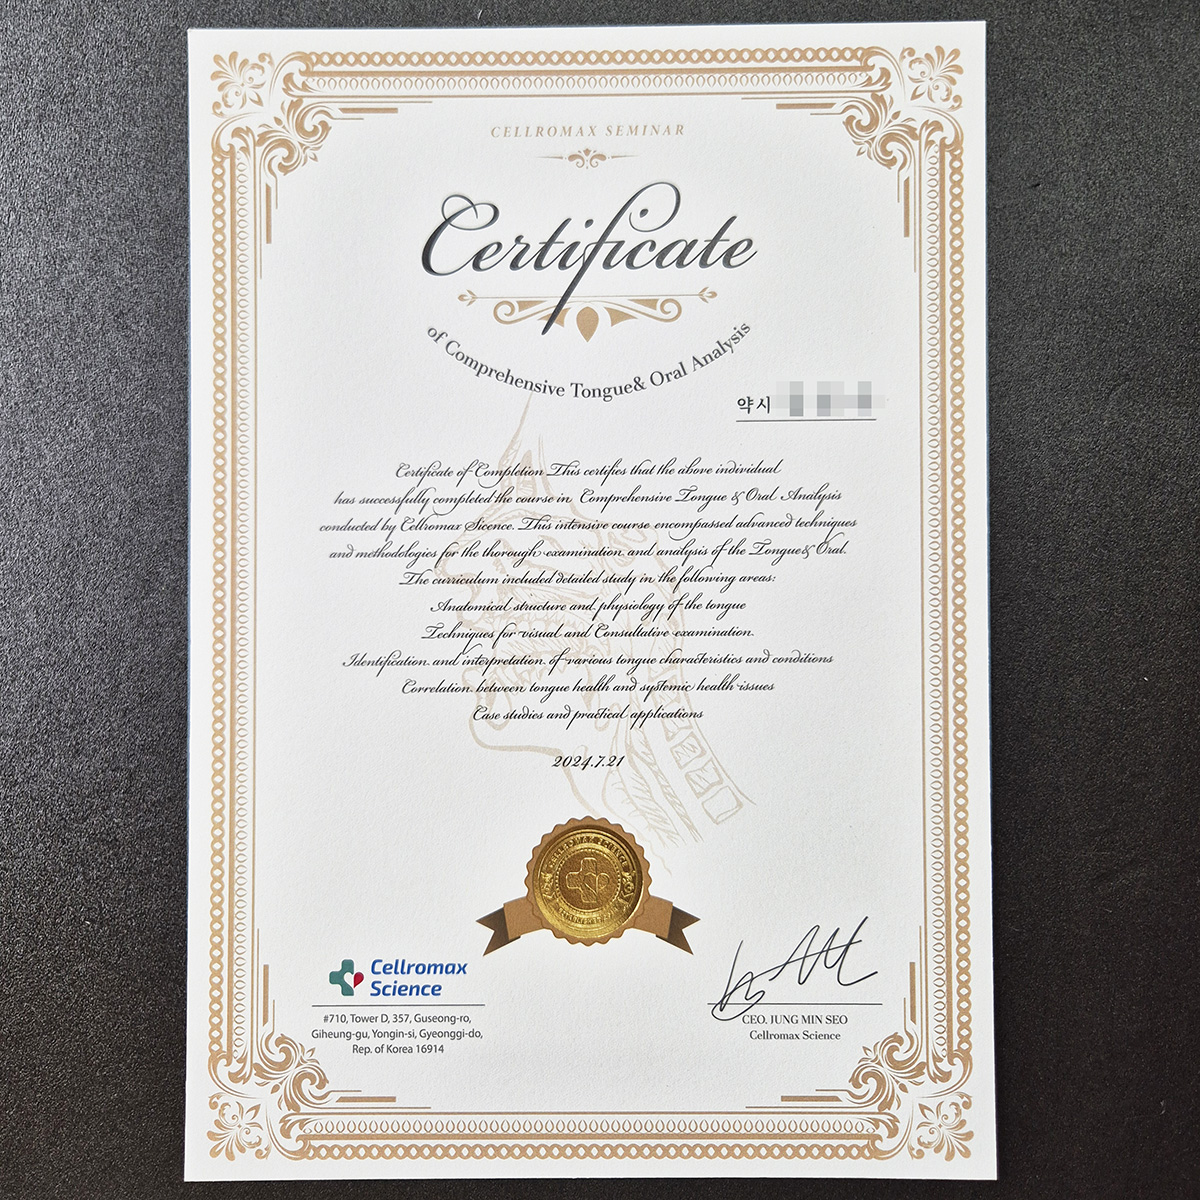 CELLROMAX SEMINAR
Certificate
of Comprehensive Tongue& Oral Analysis
약사
Certificate of Completion This certifies that the above individual
has successfully completed the course in Comprehensive Tongue & Oral Analysis
conducted by Cellromax Sicence. This intensive course encompassed advanced techniques
and methodologies for the thorough examination and analysis of the Tongue& Oral.
The curriculum included detailed study in the following areas:
Anatomical structure and physiology of the tongue
Techniques for visual and Consultative examination.
Identification and interpretation of various tongue characteristics and conditions
Correlation between tongue health and systemic health issues
Case studies and practical applications
2024.7.21
CELLROMAX SCIENCE
Cellromax
Science
#710, Tower D, 357, Guseong-ro,
Giheung-gu, Yongin-si, Gyeonggi-do,
Rep. of Korea 16914
CEO. JUNG MIN SEO
Cellromax Science